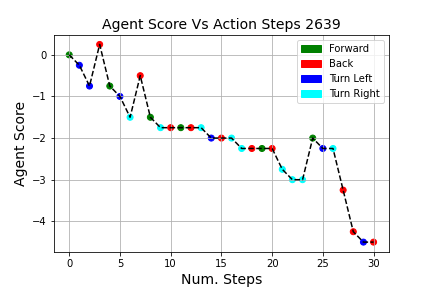 Agent Score Vs Action Steps 2639
Forward
Back
Turn Left
Turn Right
Agent Score
0
−1
−2
−3
−4
0 5 10 15 20 25 30
Num. Steps